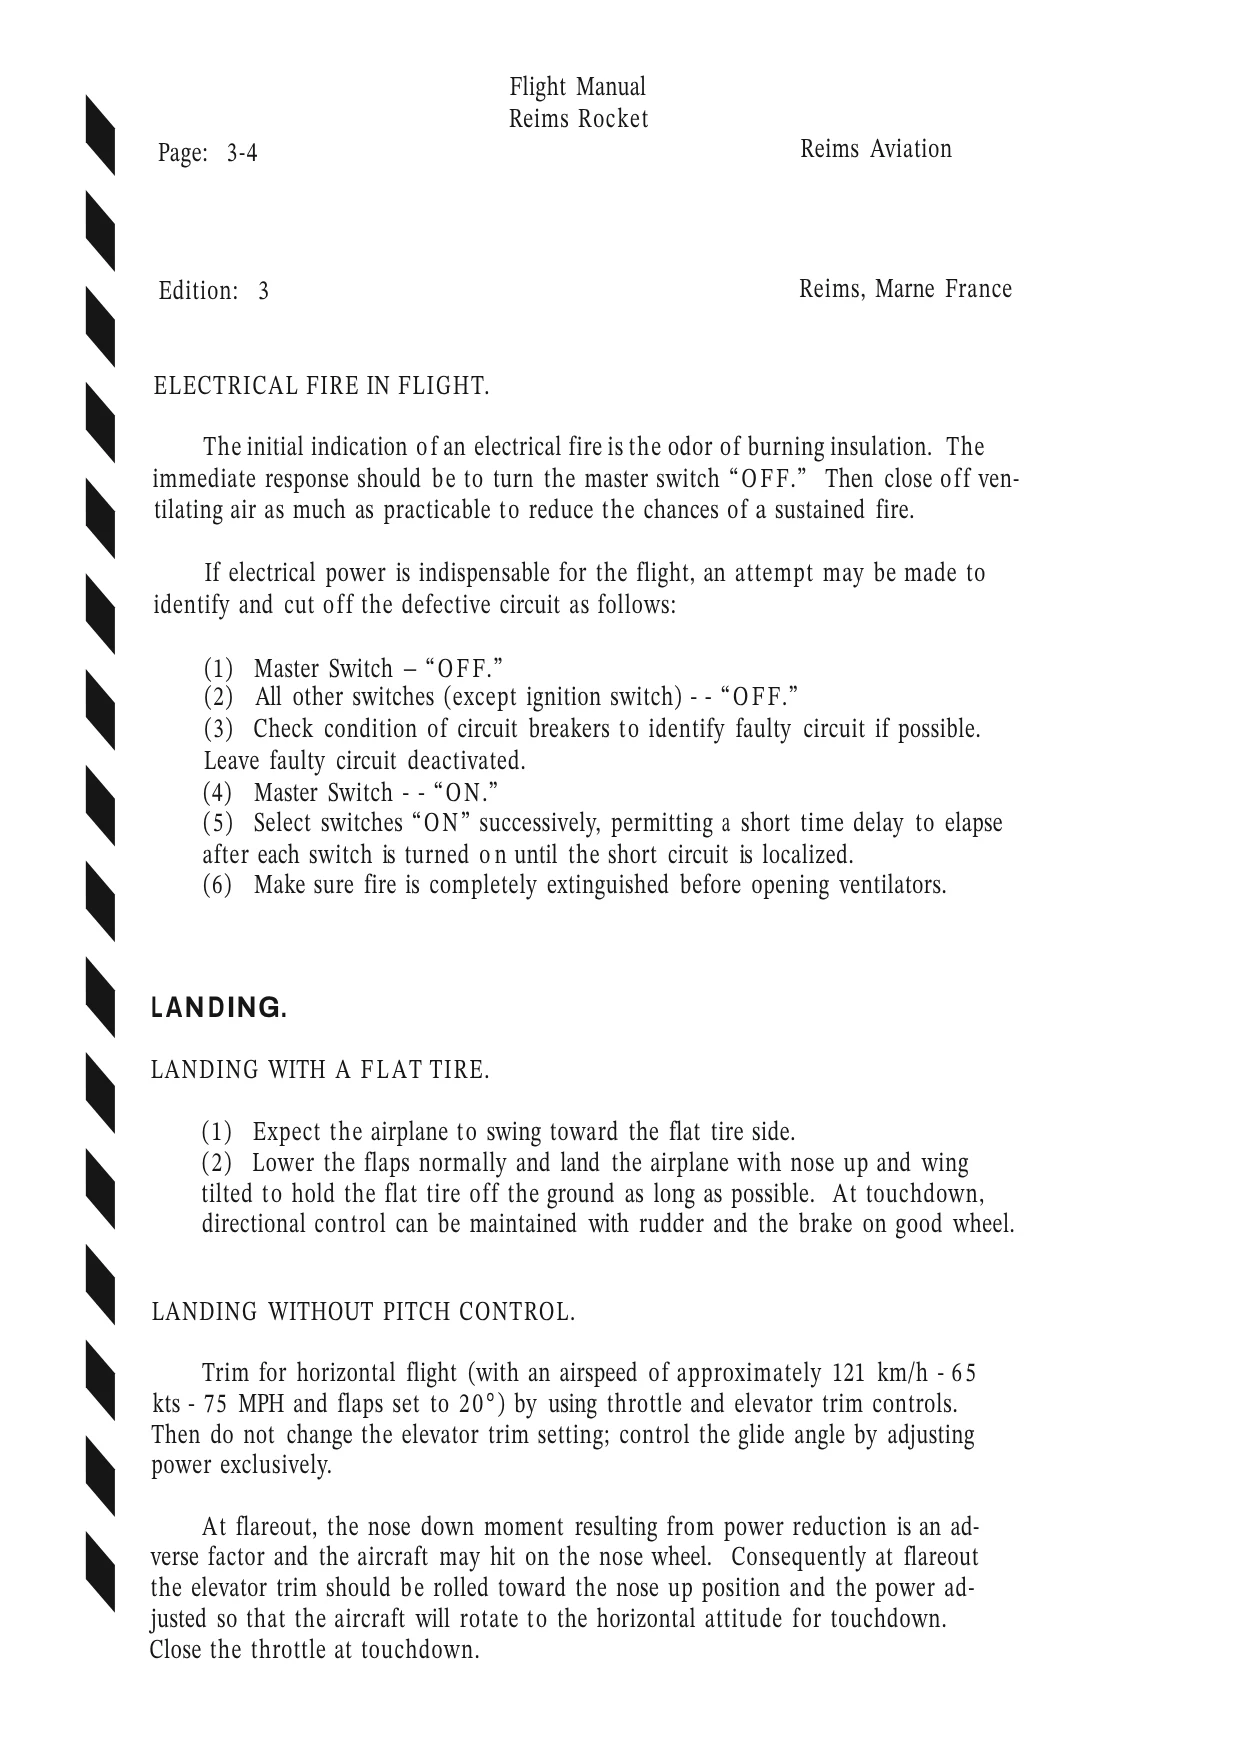 Flight Manual
Reims Rocket
Page: 3-4
Reims Aviation
Edition: 3
Reims, Marne France
ELECTRICAL FIRE IN FLIGHT.
The initial indication of an electrical fire is the odor of burning insulation. The
immediate response should be to turn the master switch “OFF.” Then close off ven-
tilating air as much as practicable to reduce the chances of a sustained fire.
If electrical power is indispensable for the flight, an attempt may be made to
identify and cut off the defective circuit as follows:
(1) Master Switch – “OFF.”
(2) All other switches (except ignition switch) - - “OFF.”
(3) Check condition of circuit breakers to identify faulty circuit if possible.
Leave faulty circuit deactivated.
(4) Master Switch - - “ON.”
(5) Select switches “ON” successively, permitting a short time delay to elapse
after each switch is turned on until the short circuit is localized.
(6) Make sure fire is completely extinguished before opening ventilators.
LANDING.
LANDING WITH A FLAT TIRE.
(1) Expect the airplane to swing toward the flat tire side.
(2) Lower the flaps normally and land the airplane with nose up and wing
tilted to hold the flat tire off the ground as long as possible. At touchdown,
directional control can be maintained with rudder and the brake on good wheel.
LANDING WITHOUT PITCH CONTROL.
Trim for horizontal flight (with an airspeed of approximately 121 km/h - 65
kts - 75 MPH and flaps set to 20°) by using throttle and elevator trim controls.
Then do not change the elevator trim setting; control the glide angle by adjusting
power exclusively.
At flareout, the nose down moment resulting from power reduction is an ad-
verse factor and the aircraft may hit on the nose wheel. Consequently at flareout
the elevator trim should be rolled toward the nose up position and the power ad-
justed so that the aircraft will rotate to the horizontal attitude for touchdown.
Close the throttle at touchdown.